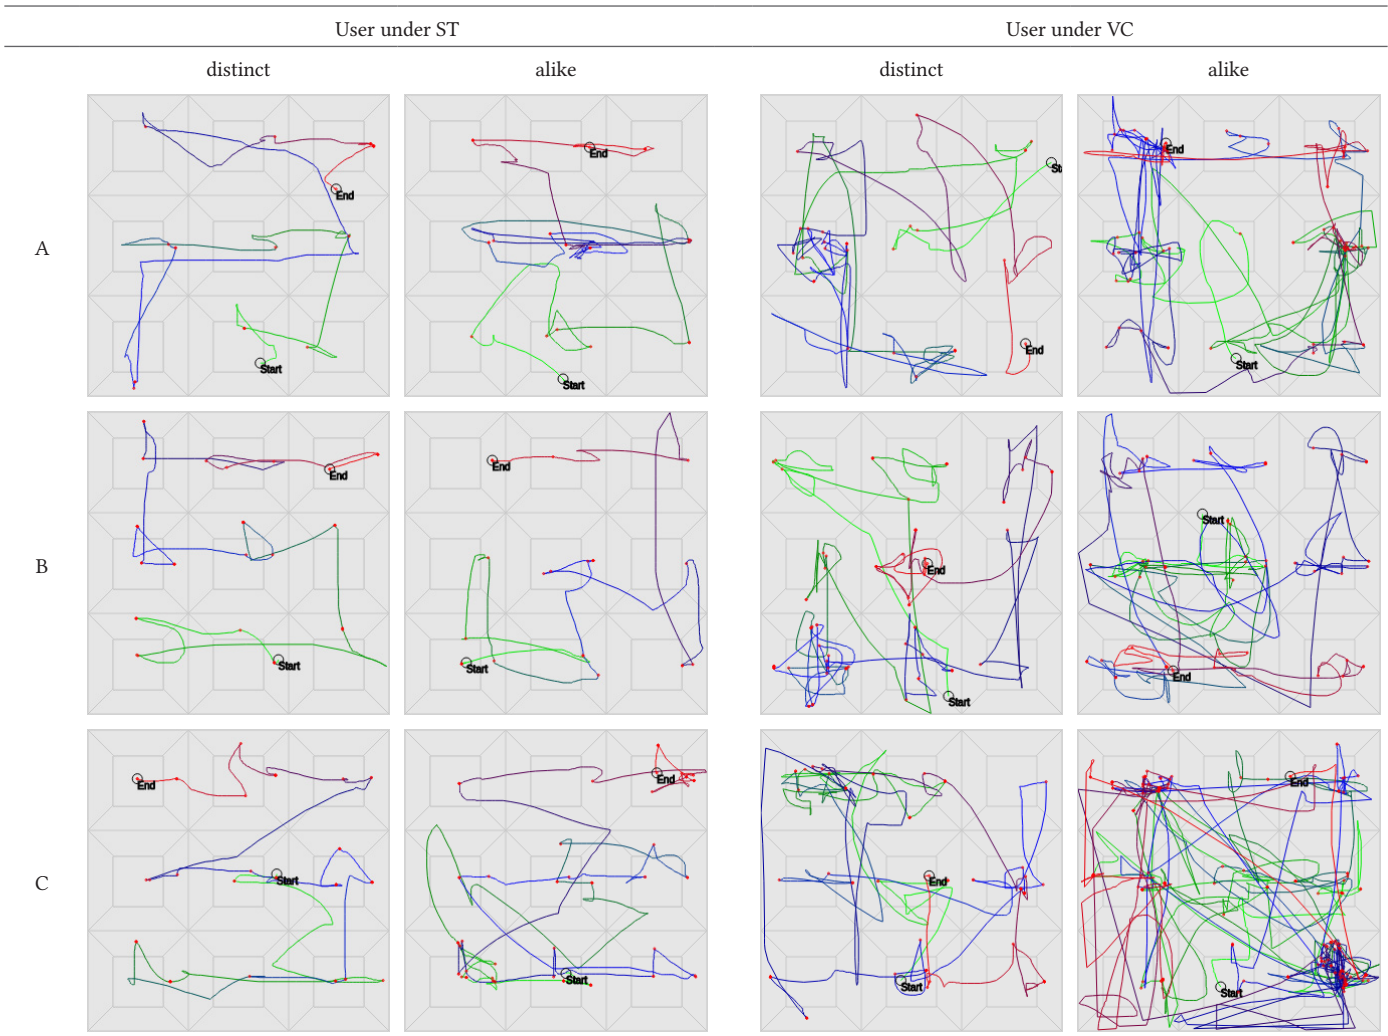 User under ST User under VC
distinct alike distinct alike
A
End End Sta End
Start Start End Start
B
End End End Start
Start Start Start End
C
End End End End
Start Start Start Start